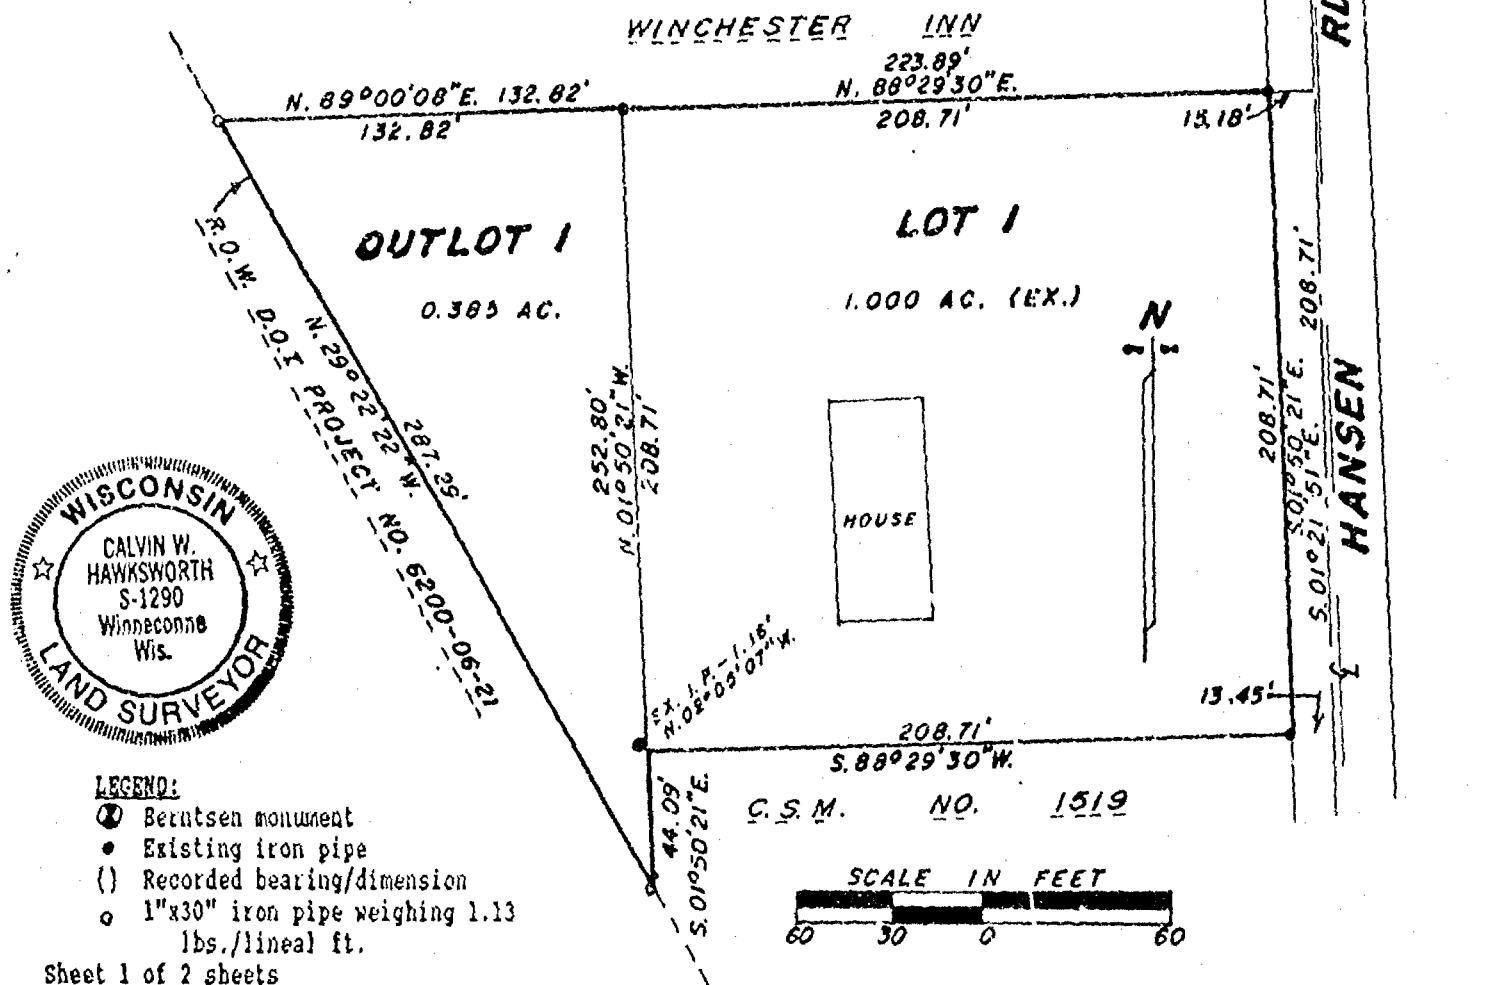 WINCHESTER INN
223.89'
N. 89°00'08"E. 132.82'
N. 88°29'30"E.
132.82'
208.71'
15.18'
OUTLOT 1
0.385 AC.
LOT 1
1.000 AC. (EX.)
N
R.O.W. D.O.T. PROJECT NO. 6200-06-21
N. 29°22'22"W.
287.25'
252.80'
N. 01°50'21"W.
208.71'
HOUSE
208.71'
S. 01°50'21"E.
S. 01°21'51"E. 208.71'
HANSEN
EX. I.P. - 1.16'
13.45'
208.71'
S. 88°29'30"W.
44.09'
S. 01°50'21"E.
C.S.M. NO. 1519
SCALE IN FEET
60 30 0 60
WISCONSIN
CALVIN W.
HAWKSWORTH
S-1290
Winneconne
Wis.
LAND SURVEYOR
LEGEND:
Berntsen monument
Existing iron pipe
() Recorded bearing/dimension
1"x30" iron pipe weighing 1.13
lbs./lineal ft.
Sheet 1 of 2 sheets